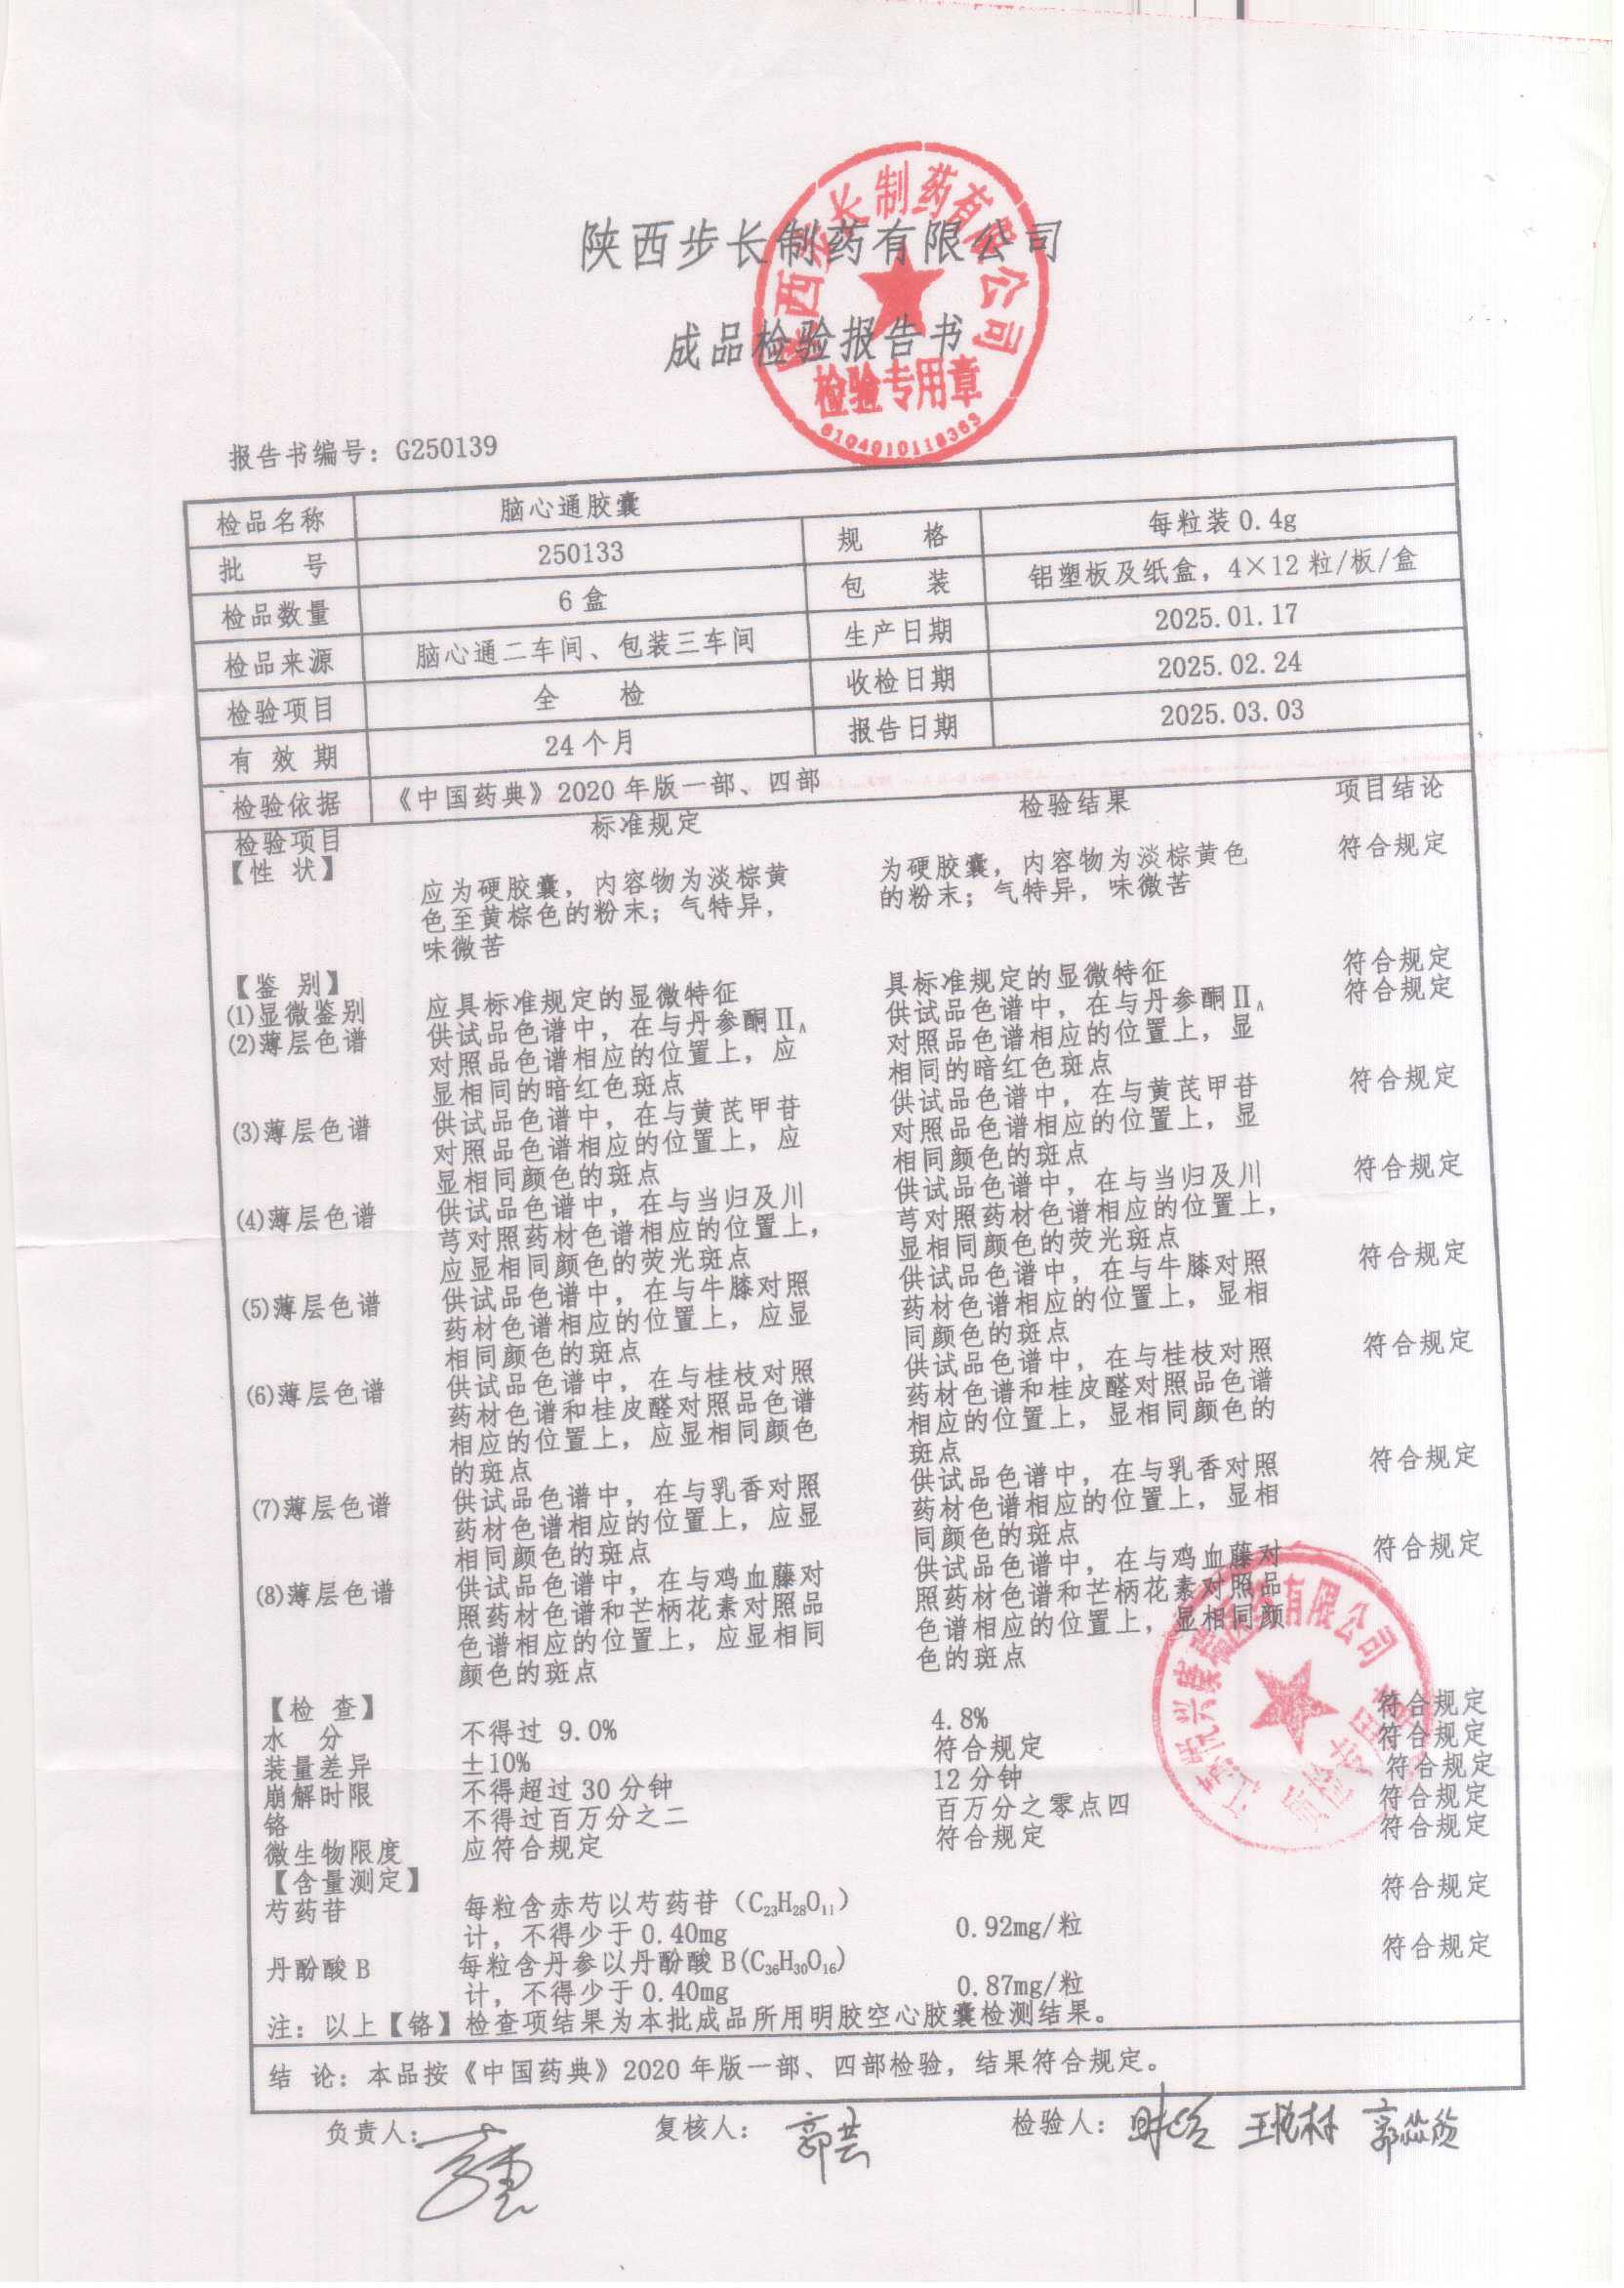 陕西步长制药有限公司
成品检验报告书
陕西步长制药有限公司
检验专用章
6104010118363
报告书编号：G250139
检品名称 脑心通胶囊
批 号 250133 规 格 每粒装0.4g
检品数量 6盒 包 装 铝塑板及纸盒，4×12粒/板/盒
检品来源 脑心通二车间、包装三车间 生产日期 2025.01.17
检验项目 全 检 收检日期 2025.02.24
有 效 期 24个月 报告日期 2025.03.03
检验依据 《中国药典》2020年版一部、四部
检验项目 标准规定 检验结果 项目结论
【性 状】 应为硬胶囊，内容物为淡棕黄 为硬胶囊，内容物为淡棕黄色 符合规定
色至黄棕色的粉末；气特异， 的粉末；气特异，味微苦
味微苦
【鉴 别】
⑴显微鉴别 应具标准规定的显微特征 具标准规定的显微特征 符合规定
⑵薄层色谱 供试品色谱中，在与丹参酮ⅡA 供试品色谱中，在与丹参酮ⅡA 符合规定
对照品色谱相应的位置上，应 对照品色谱相应的位置上，显
显相同的暗红色斑点 相同的暗红色斑点
⑶薄层色谱 供试品色谱中，在与黄芪甲苷 供试品色谱中，在与黄芪甲苷 符合规定
对照品色谱相应的位置上，应 对照品色谱相应的位置上，显
显相同颜色的斑点 相同颜色的斑点
⑷薄层色谱 供试品色谱中，在与当归及川 供试品色谱中，在与当归及川 符合规定
芎对照药材色谱相应的位置上， 芎对照药材色谱相应的位置上，
应显相同颜色的荧光斑点 显相同颜色的荧光斑点
⑸薄层色谱 供试品色谱中，在与牛膝对照 供试品色谱中，在与牛膝对照 符合规定
药材色谱相应的位置上，应显 药材色谱相应的位置上，显相
相同颜色的斑点 同颜色的斑点
⑹薄层色谱 供试品色谱中，在与桂枝对照 供试品色谱中，在与桂枝对照 符合规定
药材色谱和桂皮醛对照品色谱 药材色谱和桂皮醛对照品色谱
相应的位置上，应显相同颜色 相应的位置上，显相同颜色的
的斑点 斑点
⑺薄层色谱 供试品色谱中，在与乳香对照 供试品色谱中，在与乳香对照 符合规定
药材色谱相应的位置上，应显 药材色谱相应的位置上，显相
相同颜色的斑点 同颜色的斑点
⑻薄层色谱 供试品色谱中，在与鸡血藤对 供试品色谱中，在与鸡血藤对 符合规定
照药材色谱和芒柄花素对照品 照药材色谱和芒柄花素对照品
色谱相应的位置上，应显相同 色谱相应的位置上，显相同颜
颜色的斑点 色的斑点
【检 查】
水 分 不得过 9.0% 4.8% 符合规定
装量差异 ±10% 符合规定 符合规定
崩解时限 不得超过30分钟 12分钟 符合规定
铬 不得过百万分之二 百万分之零点四 符合规定
微生物限度 应符合规定 符合规定 符合规定
【含量测定】
芍药苷 每粒含赤芍以芍药苷（C23H28O11） 符合规定
计，不得少于0.40mg 0.92mg/粒
丹酚酸B 每粒含丹参以丹酚酸B(C36H30O16) 符合规定
计，不得少于0.40mg 0.87mg/粒
注：以上【铬】检查项结果为本批成品所用明胶空心胶囊检测结果。
结 论：本品按《中国药典》2020年版一部、四部检验，结果符合规定。
负责人： 复核人：郭芸 检验人：
有限公司